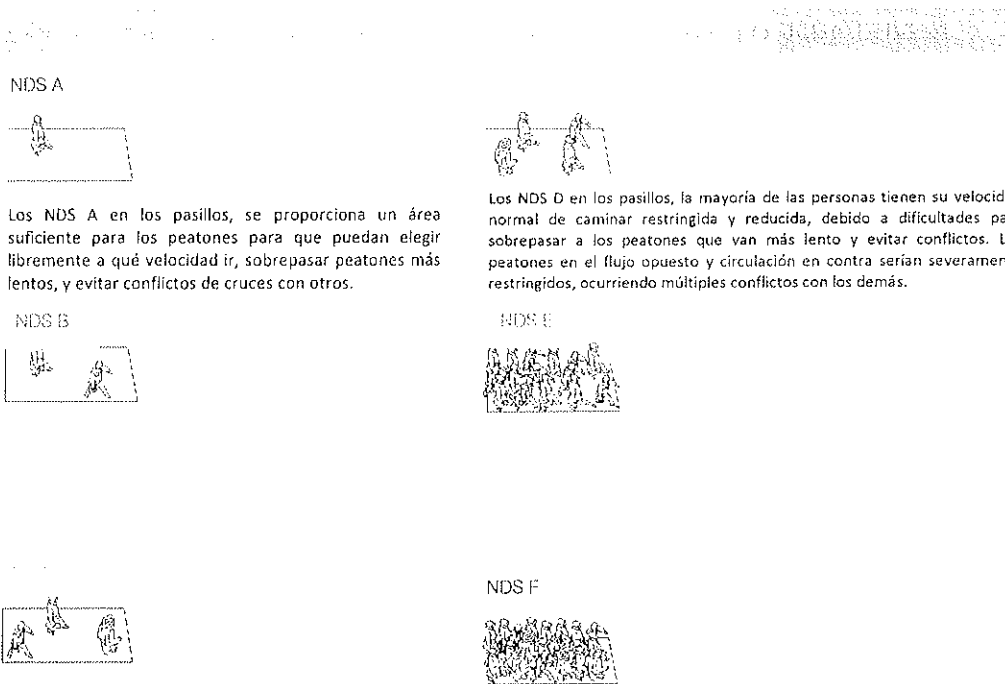 NDS A
Los NDS A en los pasillos, se proporciona un área
suficiente para los peatones para que puedan elegir
libremente a qué velocidad ir, sobrepasar peatones más
lentos, y evitar conflictos de cruces con otros.
NDS B
Los NDS D en los pasillos, la mayoría de las personas tienen su velocid
normal de caminar restringida y reducida, debido a dificultades pa
sobrepasar a los peatones que van más lento y evitar conflictos. L
peatones en el flujo opuesto y circulación en contra serían severamen
restringidos, ocurriendo múltiples conflictos con los demás.
NDS E
NDS F